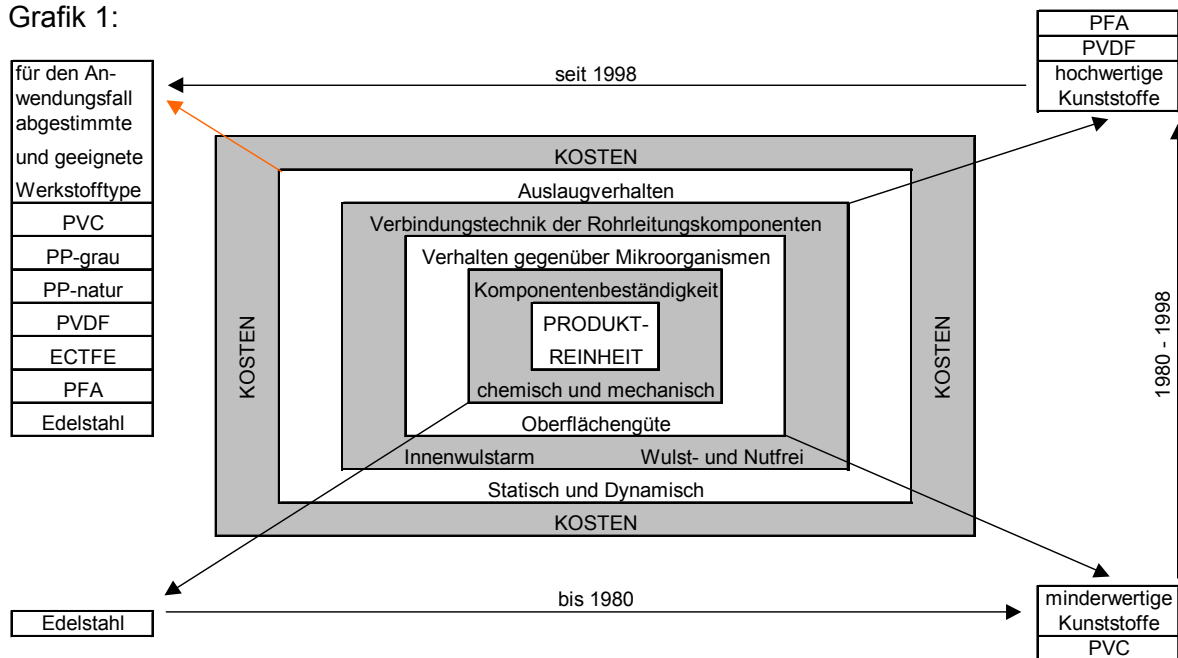 Grafik 1:
PFA
PVDF
hochwertige
Kunststoffe
seit 1998
für den An-
wendungsfall
abgestimmte
und geeignete
Werkstofftype
PVC
PP-grau
PP-natur
PVDF
ECTFE
PFA
Edelstahl
KOSTEN
Auslaugverhalten
Verbindungstechnik der Rohrleitungskomponenten
Verhalten gegenüber Mikroorganismen
Komponentenbeständigkeit
PRODUKT-
REINHEIT
chemisch und mechanisch
Oberflächengüte
Innenwulstarm Wulst- und Nutfrei
Statisch und Dynamisch
KOSTEN
KOSTEN
KOSTEN
1980 - 1998
bis 1980
Edelstahl
minderwertige
Kunststoffe
PVC